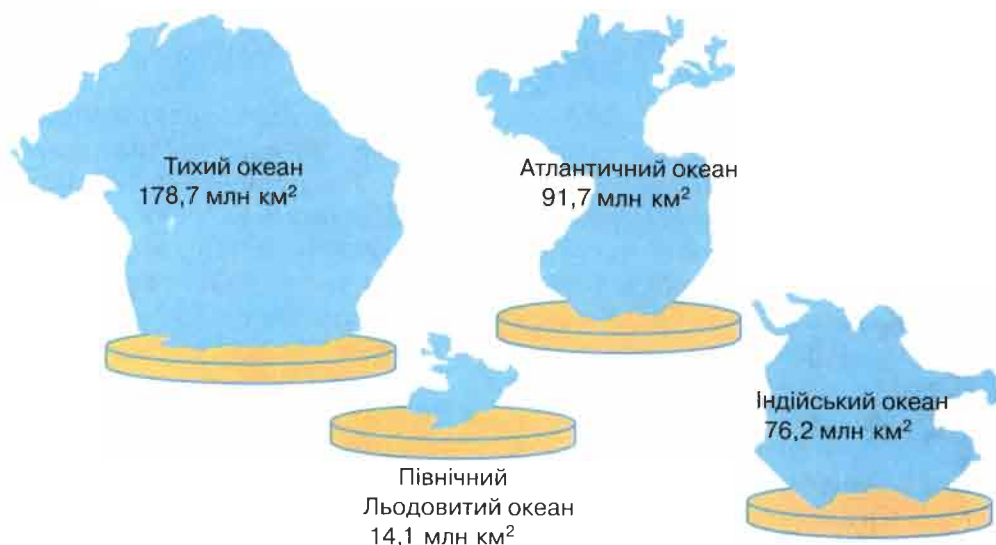 Тихий океан
178,7 млн км²
Атлантичний океан
91,7 млн км²
Індійський океан
76,2 млн км²
Північний
Льодовитий океан
14,1 млн км²